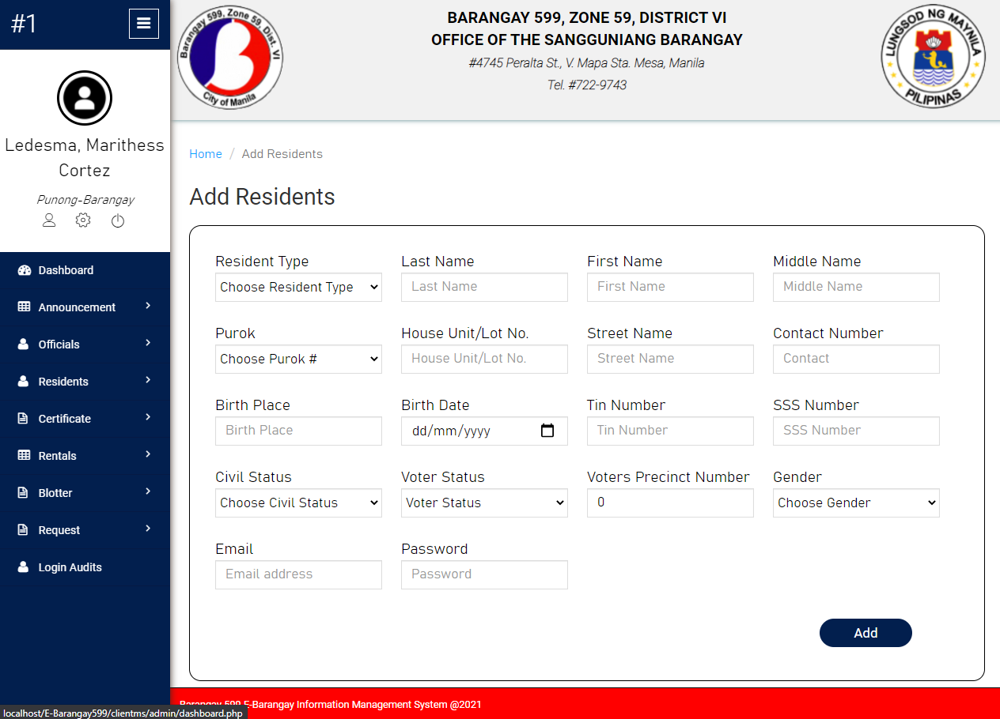 #1
Ledesma, Marithess
Cortez
Punong-Barangay
Dashboard
Announcement
Officials
Residents
Certificate
Rentals
Blotter
Request
Login Audits
Barangay 599, Zone 59, Dist. VI
City of Manila
BARANGAY 599, ZONE 59, DISTRICT VI
OFFICE OF THE SANGGUNIANG BARANGAY
#4745 Peralta St., V. Mapa Sta. Mesa, Manila
Tel. #722-9743
LUNGSOD NG MAYNILA
PILIPINAS
Home / Add Residents
Add Residents
Resident Type Last Name First Name Middle Name
Choose Resident Type Last Name First Name Middle Name
Purok House Unit/Lot No. Street Name Contact Number
Choose Purok # House Unit/Lot No. Street Name Contact
Birth Place Birth Date Tin Number SSS Number
Birth Place dd/mm/yyyy Tin Number SSS Number
Civil Status Voter Status Voters Precinct Number Gender
Choose Civil Status Voter Status 0 Choose Gender
Email Password
Email address Password
Add
Barangay 599 E-Barangay Information Management System @2021
localhost/E-Barangay599/clientms/admin/dashboard.php